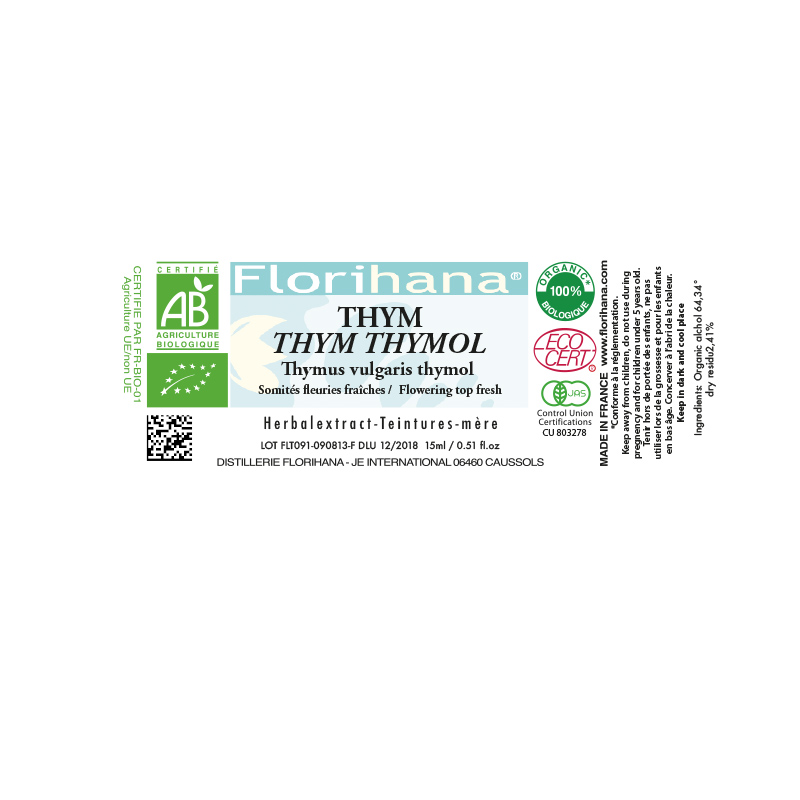 CERTIFIE PAR FR-BIO-01
Agriculture UE/non UE
CERTIFIÉ
AB
AGRICULTURE
BIOLOGIQUE
Florihana®
THYM
THYM THYMOL
Thymus vulgaris thymol
Somités fleuries fraîches / Flowering top fresh
Herbalextract-Teintures-mère
LOT FLT091-090813-F DLU 12/2018 15ml / 0.51 fl.oz
DISTILLERIE FLORIHANA - JE INTERNATIONAL 06460 CAUSSOLS
ORGANIC*
100%
BIOLOGIQUE
ECO
CERT®
JAS
Control Union
Certifications
CU 803278
MADE IN FRANCE www.florihana.com
*Conforme à la réglementation.
Keep away from children, do not use during
pregnency and for children under 5 years old.
Tenir hors de portée des enfants, ne pas
utiliser lors de la grossesse et pour les enfants
en bas âge. Concerver à l'abri de la chaleur.
Keep in dark and cool place
Ingredients: Organic alchol 64,34°
dry residu2,41%